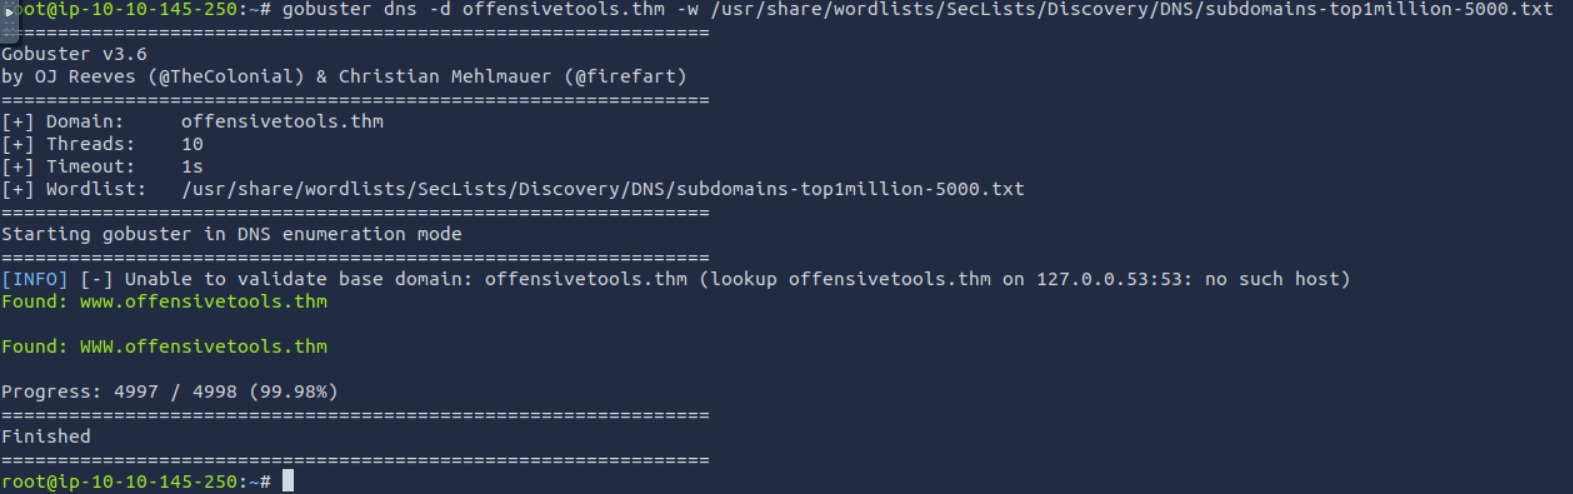 root@ip-10-10-145-250:~# gobuster dns -d offensivetools.thm -w /usr/share/wordlists/SecLists/Discovery/DNS/subdomains-top1million-5000.txt
===============================================================
Gobuster v3.6
by OJ Reeves (@TheColonial) & Christian Mehlmauer (@firefart)
===============================================================
[+] Domain:     offensivetools.thm
[+] Threads:    10
[+] Timeout:    1s
[+] Wordlist:   /usr/share/wordlists/SecLists/Discovery/DNS/subdomains-top1million-5000.txt
===============================================================
Starting gobuster in DNS enumeration mode
===============================================================
[INFO] [-] Unable to validate base domain: offensivetools.thm (lookup offensivetools.thm on 127.0.0.53:53: no such host)
Found: www.offensivetools.thm
Found: WWW.offensivetools.thm
Progress: 4997 / 4998 (99.98%)
===============================================================
Finished
===============================================================
root@ip-10-10-145-250:~#